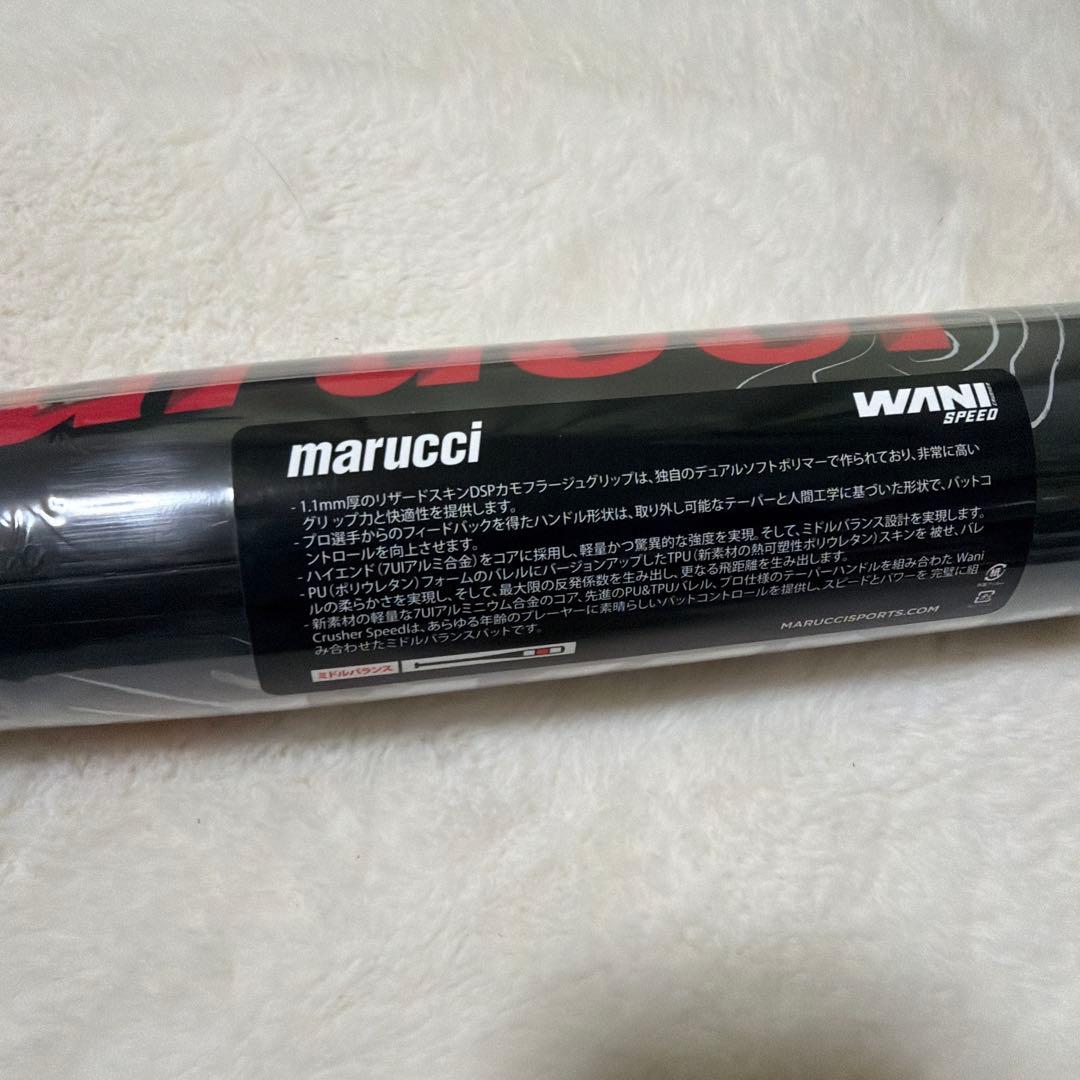 marucci
WANI
SPEED
marucci
- 1.1mm厚のリザードスキンDSPカモフラージュグリップは、独自のデュアルソフトポリマーで作られており、非常に高い
グリップ力と快適性を提供します。
- プロ選手からのフィードバックを得たハンドル形状は、取り外し可能なテーパーと人間工学に基づいた形状で、バットコ
ントロールを向上させます。
- ハイエンド(7UIアルミ合金)をコアに採用し、軽量かつ驚異的な強度を実現。そして、ミドルバランス設計を実現します。
- PU(ポリウレタン)フォームのバレルにバージョンアップしたTPU(新素材の熱可塑性ポリウレタン)スキンを 被せ、バレ
ルの柔らかさを実現し、そして、最大限の反発係数を生み出し、更なる飛距離を生み出します。
- 新素材の軽量な7UIアルミニウム合金のコア、先進のPU&TPUバレル、プロ仕様のテーパーハンドルを組み合わた Wani
Crusher Speedは、あらゆる年齢のプレーヤーに素晴らしいバットコントロールを提供し、スピードとパワーを 完璧に組
み合わせたミドルバランスバットです。
ミドルバランス
MARUCCISPORTS.COM